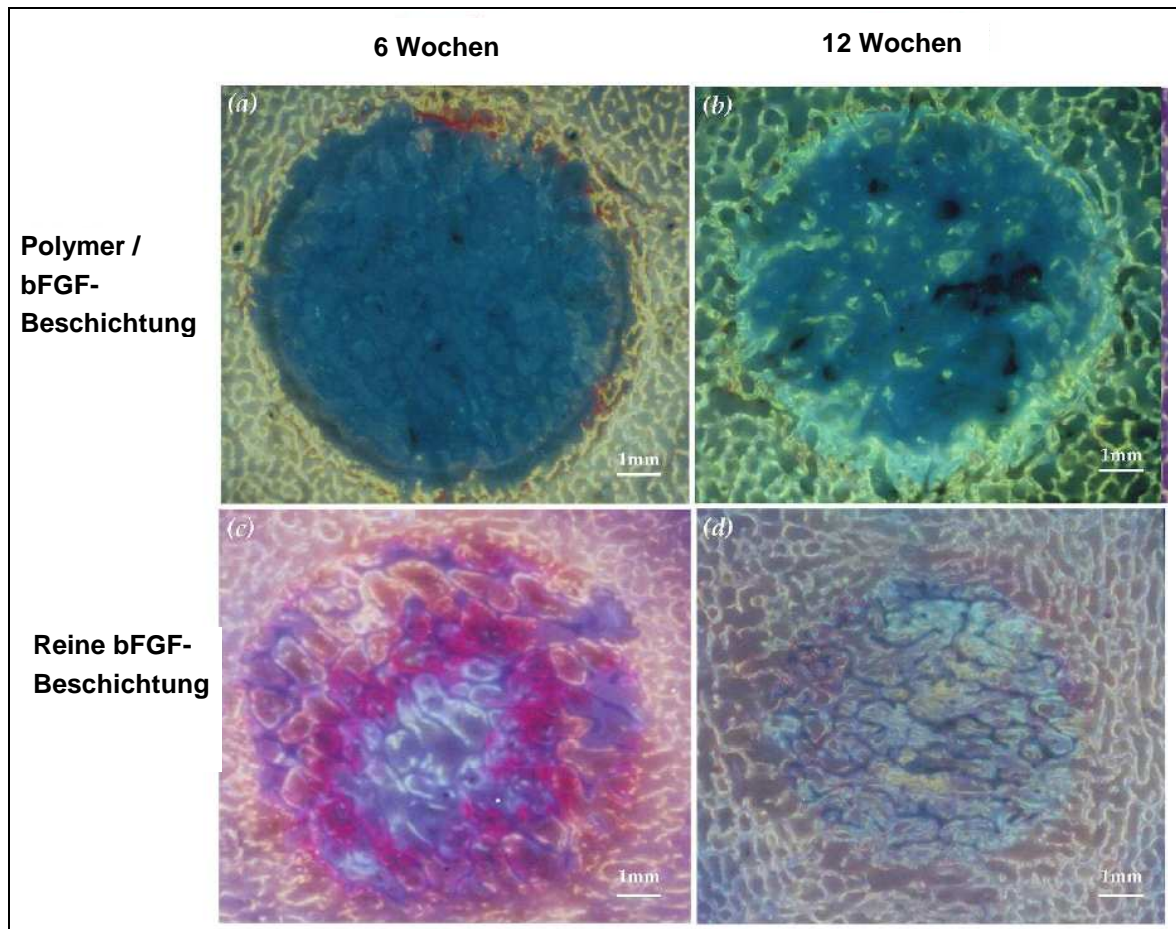 6 Wochen
12 Wochen
Polymer /
bFGF-
Beschichtung
(a)
1mm
(b)
1mm
Reine bFGF-
Beschichtung
(c)
1mm
(d)
1mm